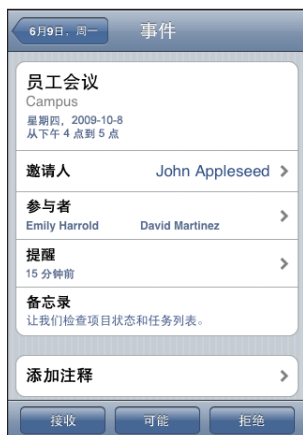 6月9日，周一
事件
员工会议
Campus
星期四，2009-10-8
从下午 4 点到 5 点
邀请人 John Appleseed
参与者
Emily Harrold David Martinez
提醒
15 分钟前
备忘录
让我们检查项目状态和任务列表。
添加注释
接收 可能 拒绝